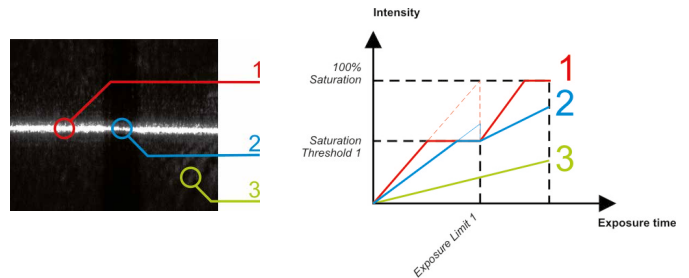 1
2
3
Intensity
100%
Saturation
Saturation
Threshold 1
1
2
3
Exposure time
Exposure Limit 1